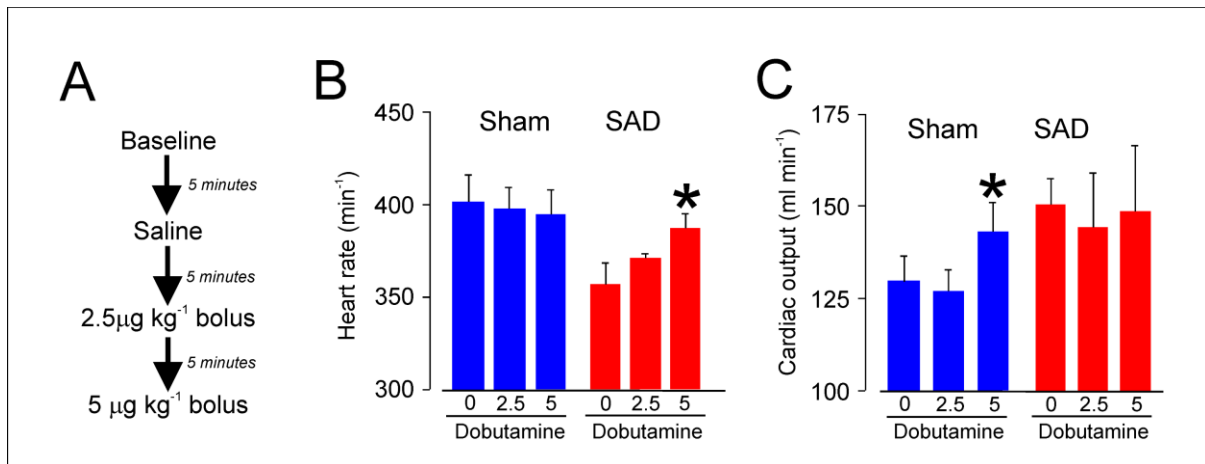 A
Baseline
5 minutes
Saline
5 minutes
2.5µg kg⁻¹ bolus
5 minutes
5 µg kg⁻¹ bolus
B
Heart rate (min⁻¹)
450
400
350
300
Sham SAD
*
0 2.5 5 0 2.5 5
Dobutamine Dobutamine
C
Cardiac output (ml min⁻¹)
175
150
125
100
Sham SAD
*
0 2.5 5 0 2.5 5
Dobutamine Dobutamine